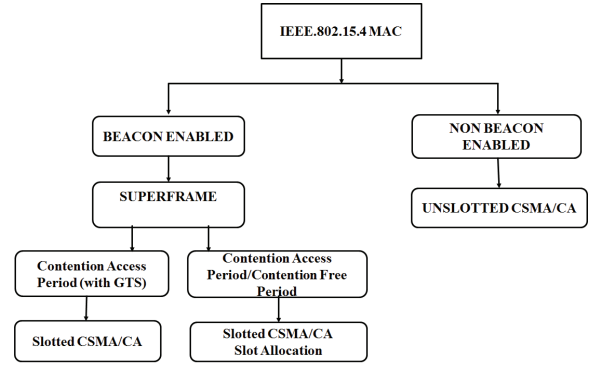 IEEE.802.15.4 MAC
BEACON ENABLED
NON BEACON
ENABLED
SUPERFRAME
UNSLOTTED CSMA/CA
Contention Access
Period (with GTS)
Contention Access
Period/Contention Free
Period
Slotted CSMA/CA
Slotted CSMA/CA
Slot Allocation